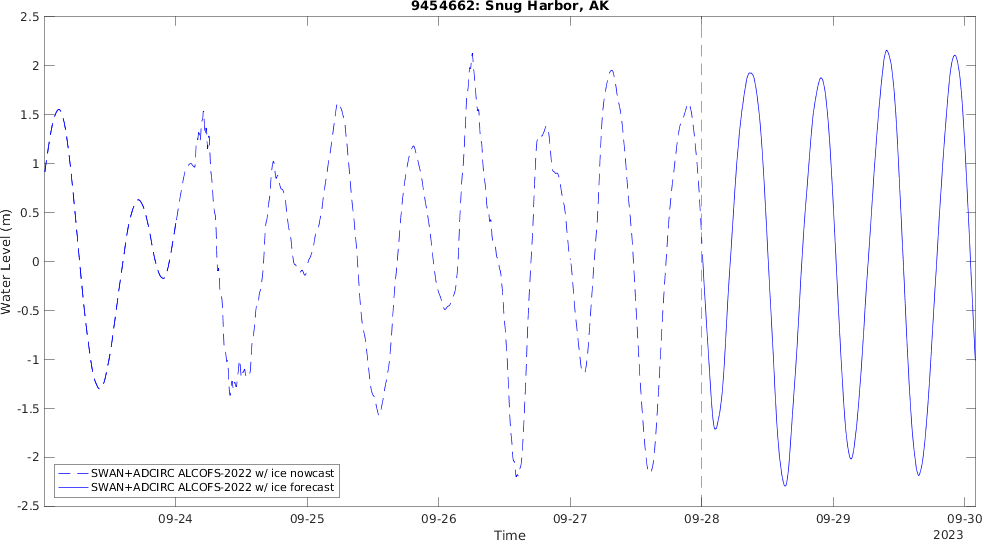 9454662: Snug Harbor, AK
2.5
2
1.5
1
0.5
0
-0.5
-1
-1.5
-2
-2.5
Water Level (m)
SWAN+ADCIRC ALCOFS-2022 w/ ice nowcast
SWAN+ADCIRC ALCOFS-2022 w/ ice forecast
09-24 09-25 09-26 09-27 09-28 09-29 09-30
Time
2023